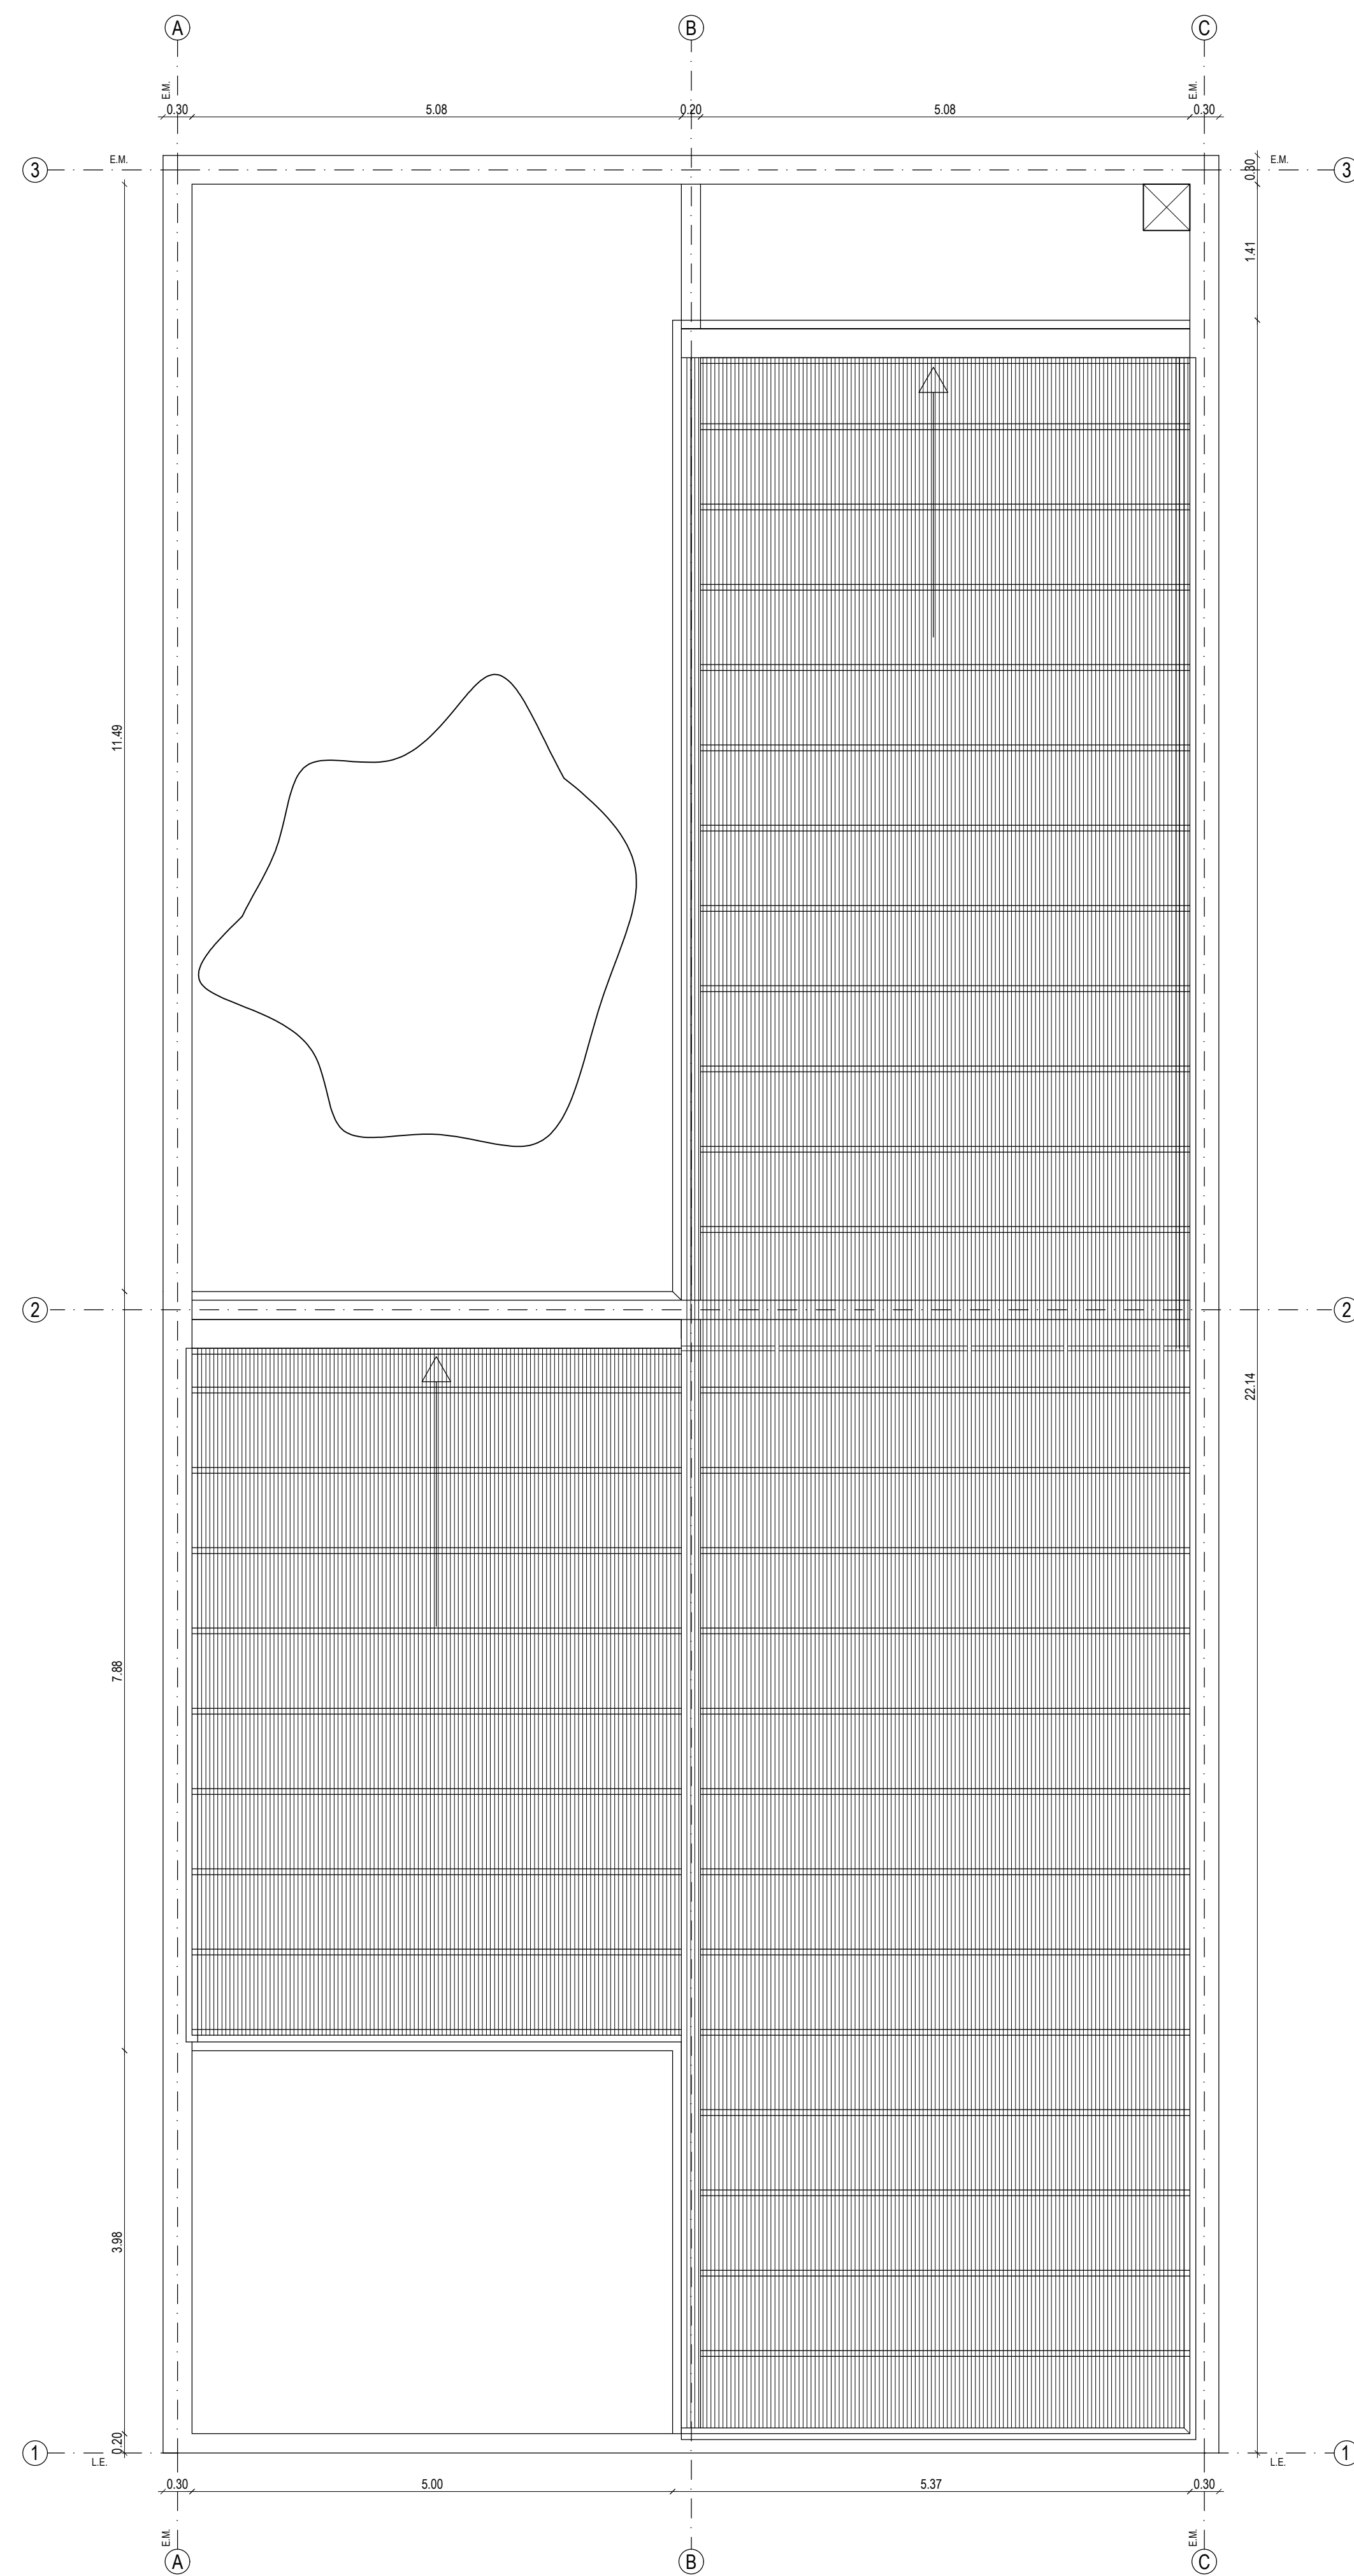 A B C
E.M. E.M.
0.30 5.08 0.20 5.08 0.30
E.M. E.M.
3 3
0.30
1.41
11.49
2 2
22.14
7.88
3.98
0.20
1 1
L.E. L.E.
0.30 5.00 5.37 0.30
E.M. E.M.
A B C